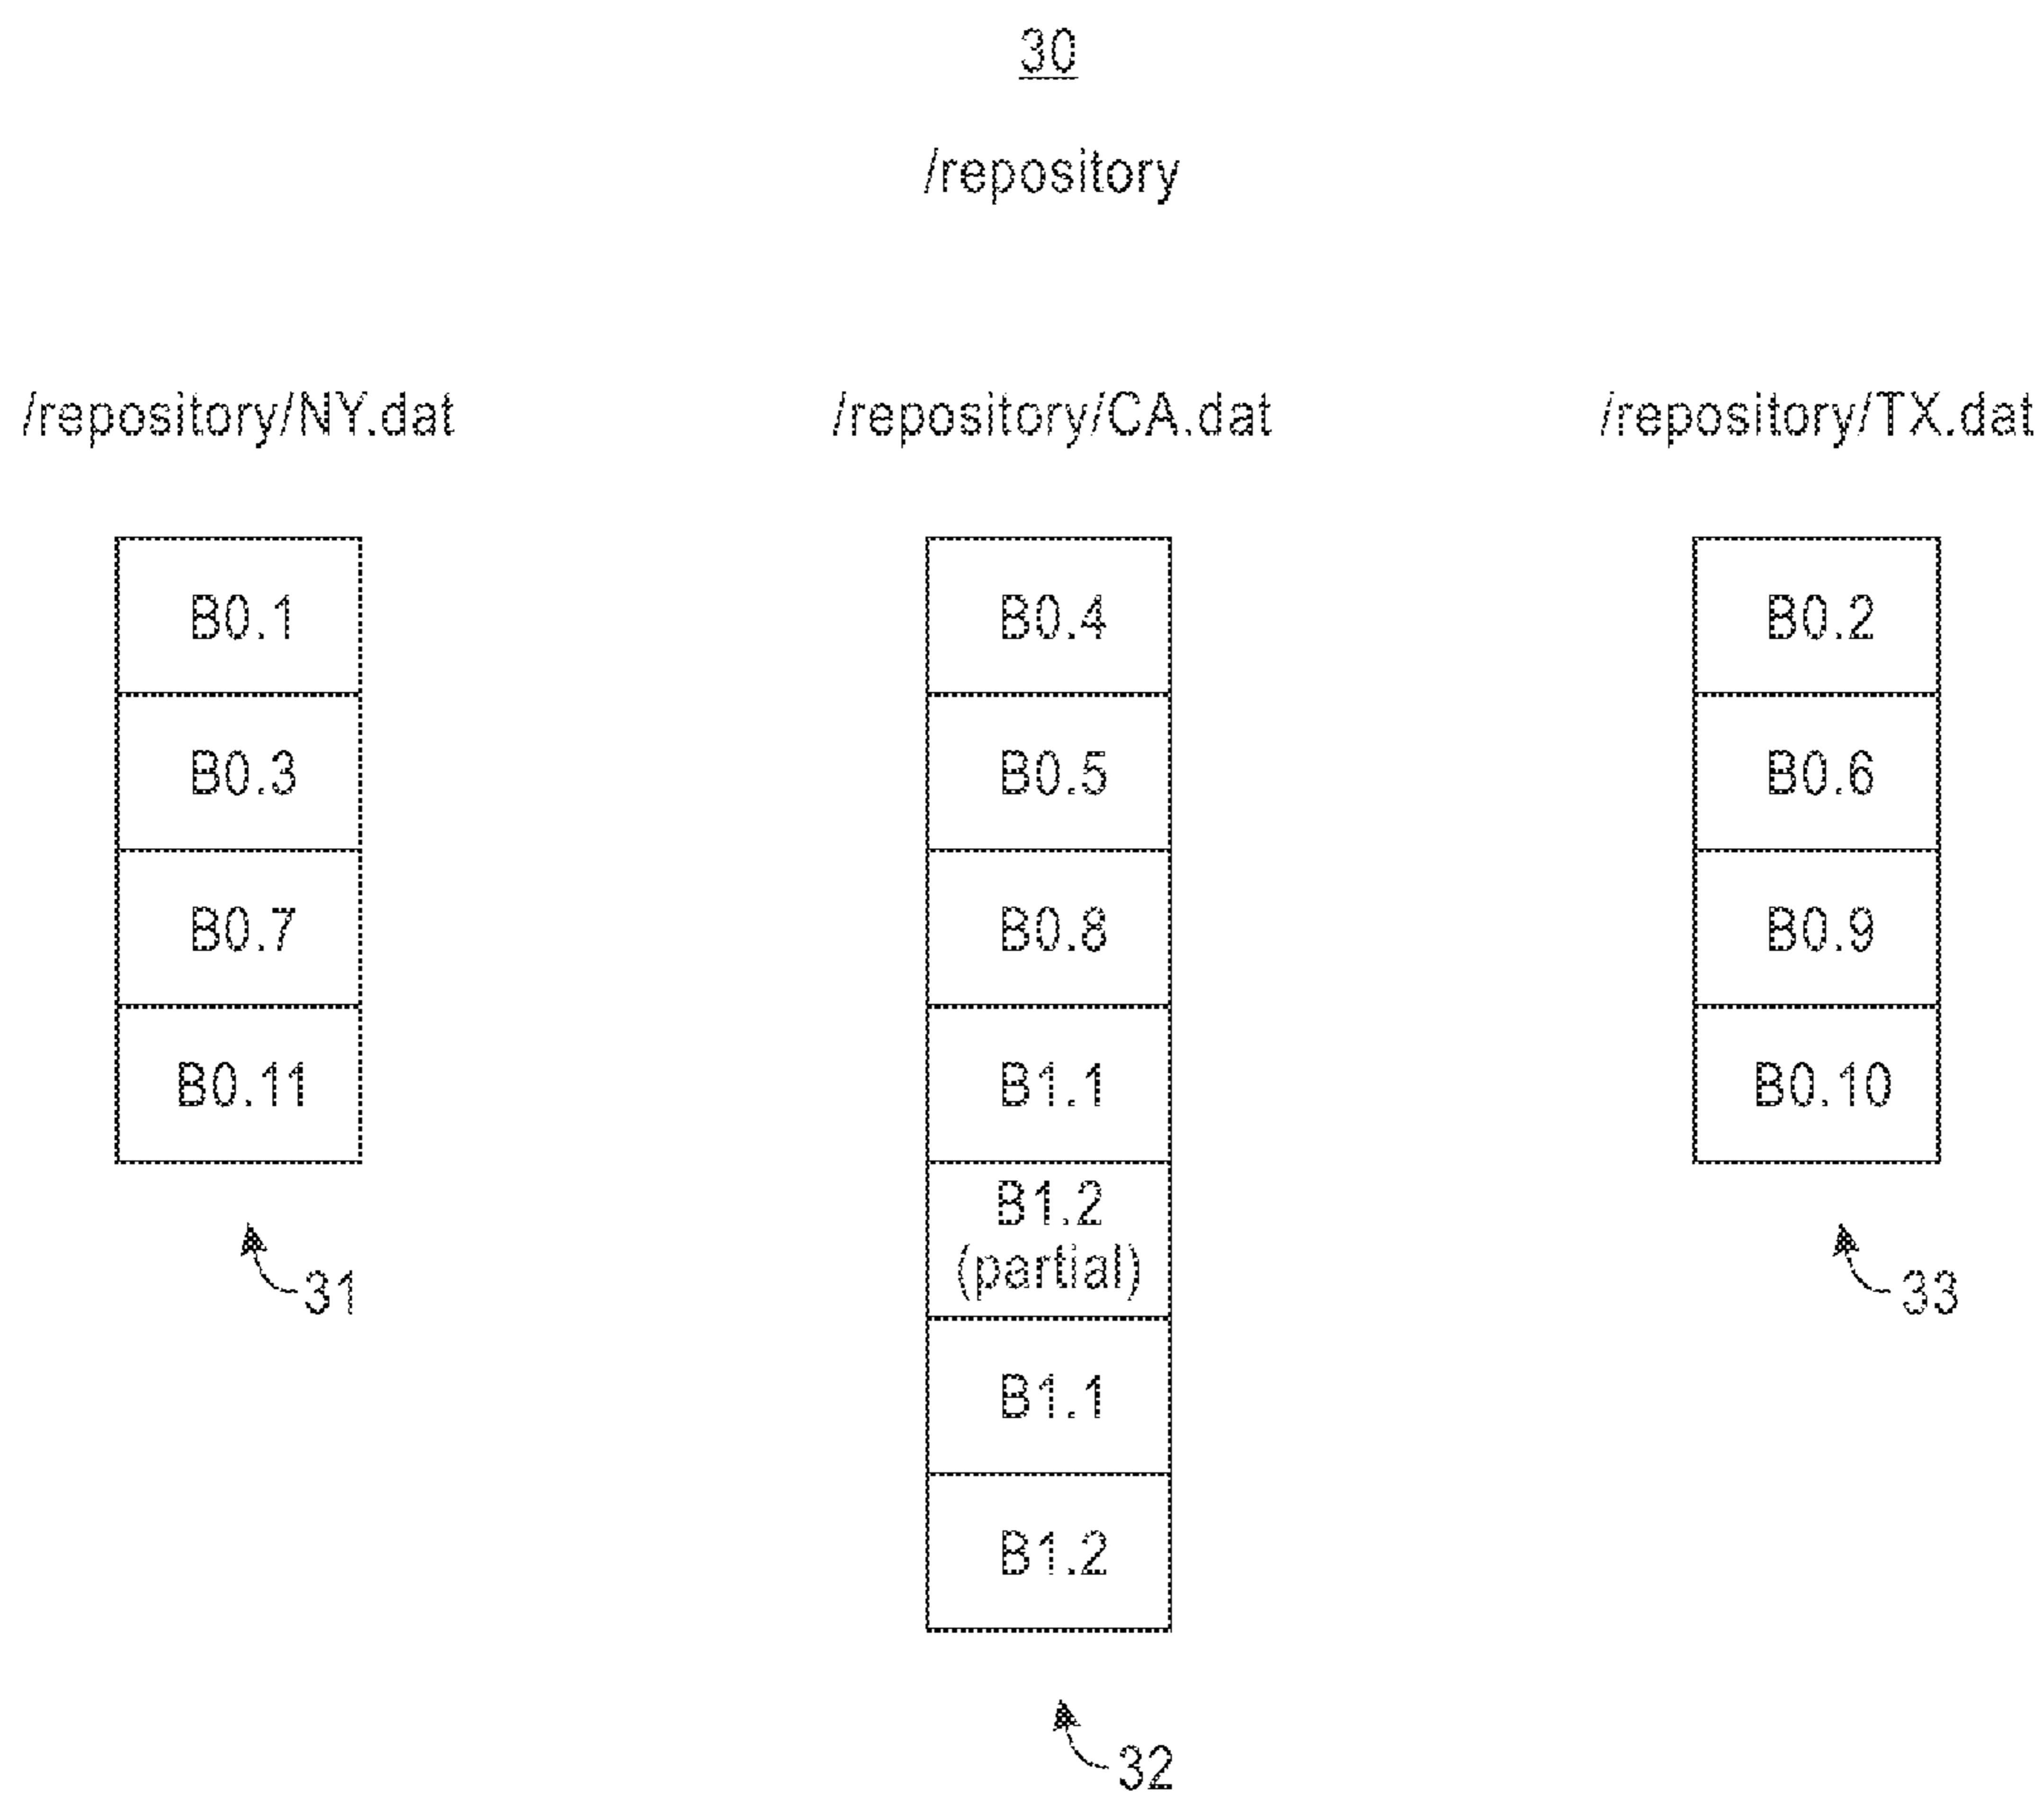 30
/repository
/repository/NY.dat
/repository/CA.dat
/repository/TX.dat
B0.1
B0.3
B0.7
B0.11
31
B0.4
B0.5
B0.8
B1.1
B1.2
(partial)
B1.1
B1.2
32
B0.2
B0.6
B0.9
B0.10
33